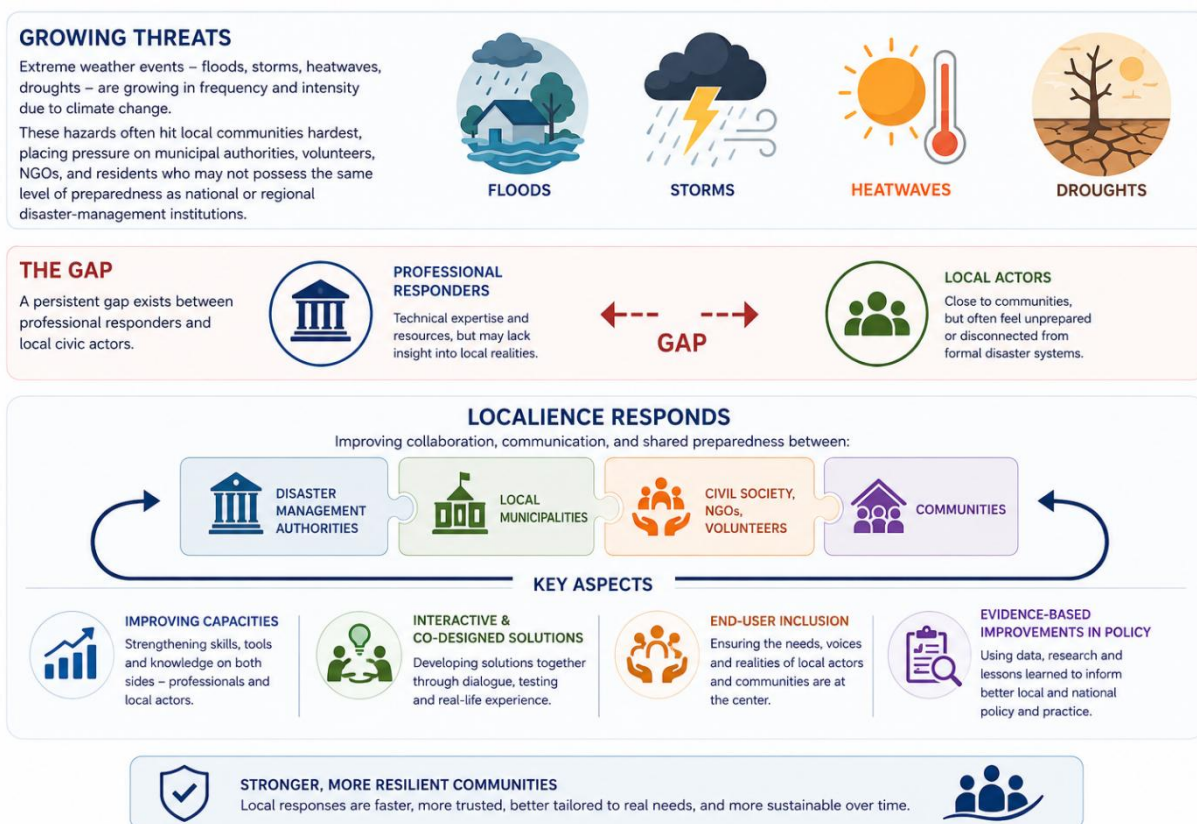 GROWING THREATS
Extreme weather events – floods, storms, heatwaves,
droughts – are growing in frequency and intensity
due to climate change.
These hazards often hit local communities hardest,
placing pressure on municipal authorities, volunteers,
NGOs, and residents who may not possess the same
level of preparedness as national or regional
disaster-management institutions.
FLOODS
STORMS
HEATWAVES
DROUGHTS
THE GAP
A persistent gap exists between
professional responders and
local civic actors.
PROFESSIONAL
RESPONDERS
Technical expertise and
resources, but may lack
insight into local realities.
GAP
LOCAL ACTORS
Close to communities,
but often feel unprepared
or disconnected from
formal disaster systems.
LOCALIENCE RESPONDS
Improving collaboration, communication, and shared preparedness between:
DISASTER
MANAGEMENT
AUTHORITIES
LOCAL
MUNICIPALITIES
CIVIL SOCIETY,
NGOs,
VOLUNTEERS
COMMUNITIES
KEY ASPECTS
IMPROVING CAPACITIES
Strengthening skills, tools
and knowledge on both
sides – professionals and
local actors.
INTERACTIVE &
CO-DESIGNED SOLUTIONS
Developing solutions together
through dialogue, testing
and real-life experience.
END-USER INCLUSION
Ensuring the needs, voices
and realities of local actors
and communities are at
the center.
EVIDENCE-BASED
IMPROVEMENTS IN POLICY
Using data, research and
lessons learned to inform
better local and national
policy and practice.
STRONGER, MORE RESILIENT COMMUNITIES
Local responses are faster, more trusted, better tailored to real needs, and more sustainable over time.